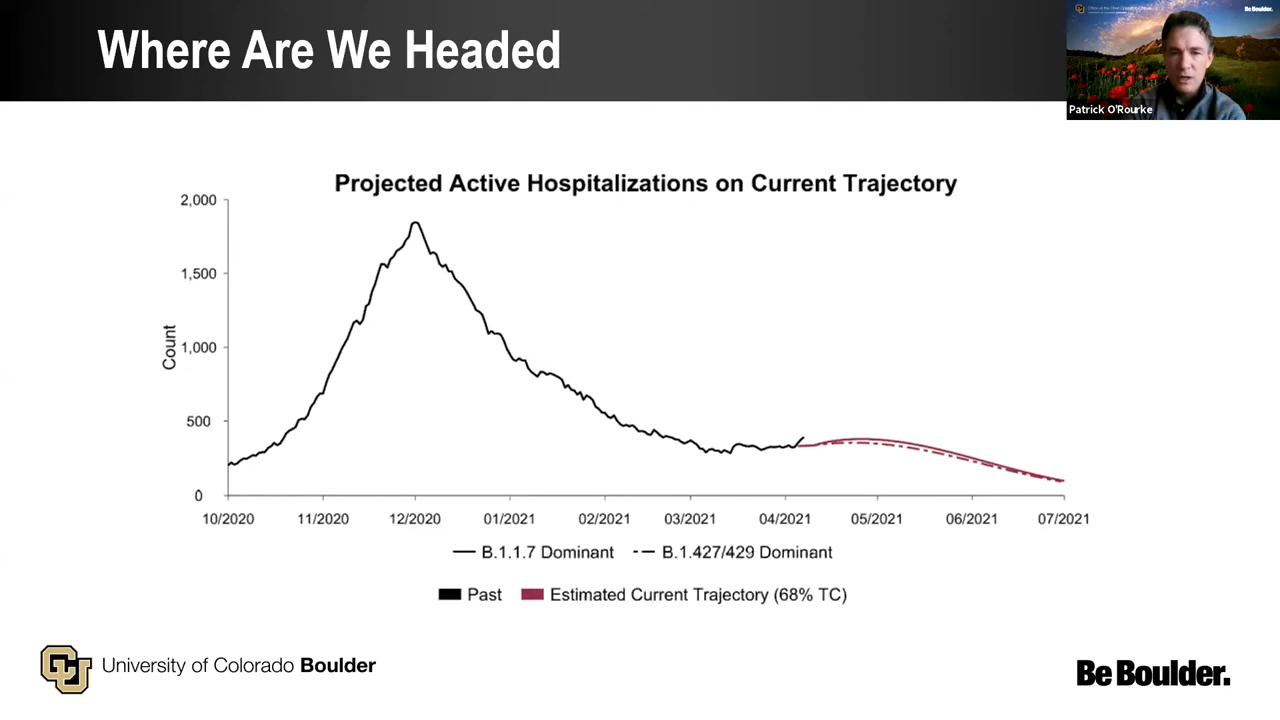 Where Are We Headed
Be Boulder.
Patrick O'Rourke
Projected Active Hospitalizations on Current Trajectory
2,000
1,500
1,000
500
0
Count
10/2020 11/2020 12/2020 01/2021 02/2021 03/2021 04/2021 05/2021 06/2021 07/2021
B.1.1.7 Dominant B.1.427/429 Dominant
Past Estimated Current Trajectory (68% TC)
University of Colorado Boulder
Be Boulder.